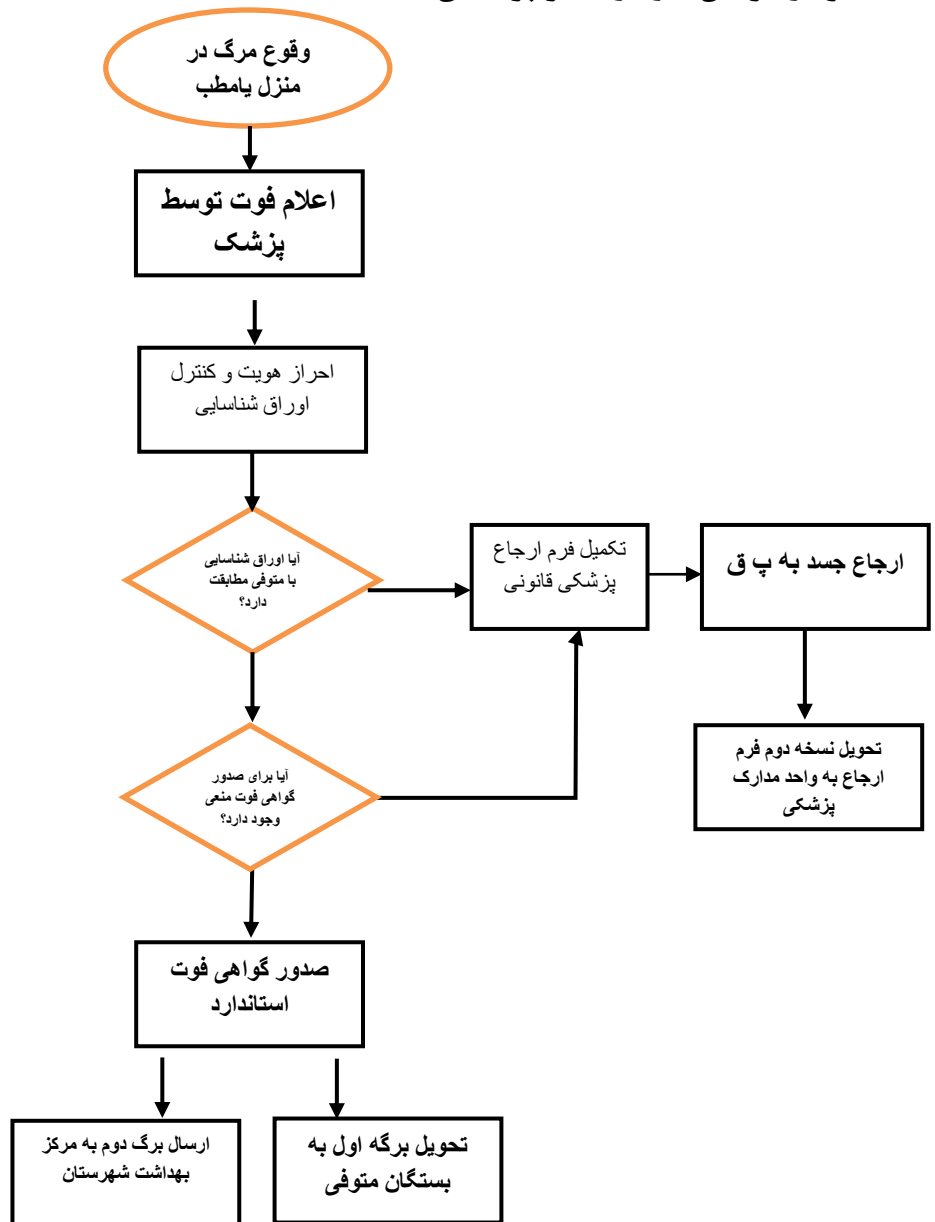 وقوع مرگ در
منزل یامطب
اعلام فوت توسط
پزشک
احراز هویت و کنترل
اوراق شناسایی
آیا اوراق شناسایی
با متوفی مطابقت
دارد؟
تکمیل فرم ارجاع
پزشکی قانونی
ارجاع جسد به پ ق
تحویل نسخه دوم فرم
ارجاع به واحد مدارک
پزشکی
آیا برای صدور
گواهی فوت منعی
وجود دارد؟
صدور گواهی فوت
استاندارد
تحویل برگه اول به
بستگان متوفی
ارسال برگ دوم به مرکز
بهداشت شهرستان